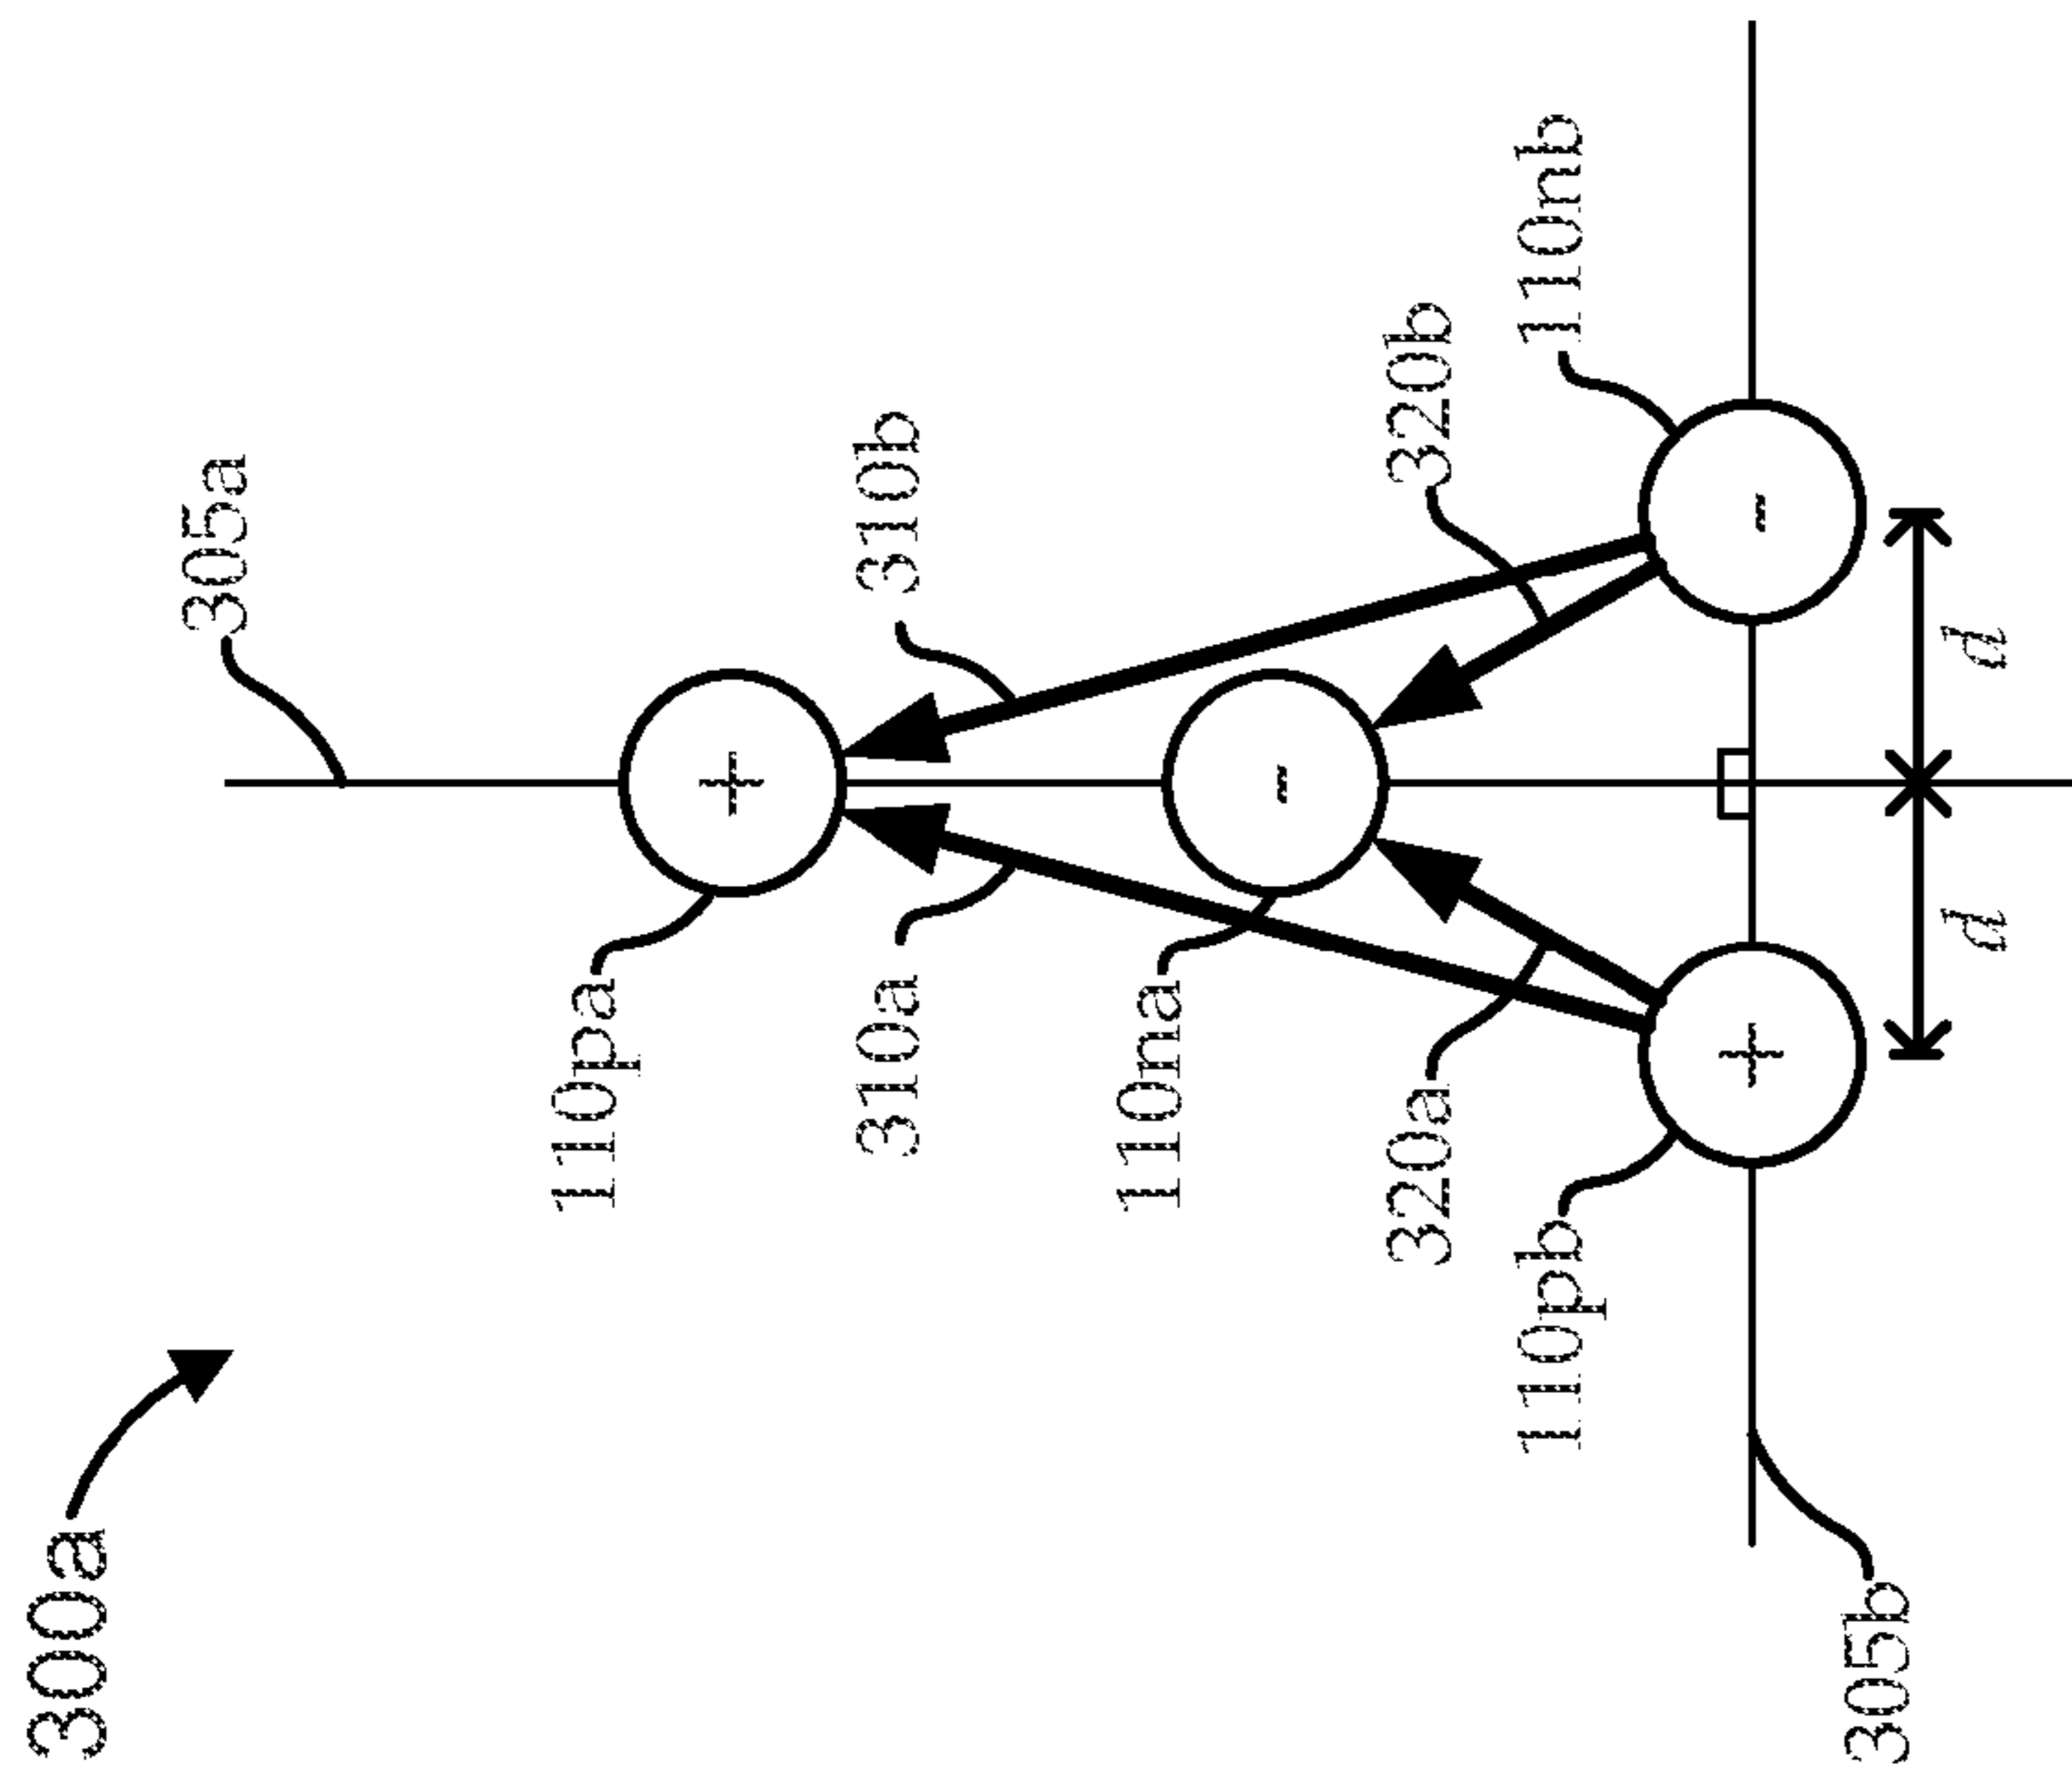 300a
305a
110pa
+
310a
310b
110na
-
320a
320b
110pb
110nb
+
-
305b
d
d